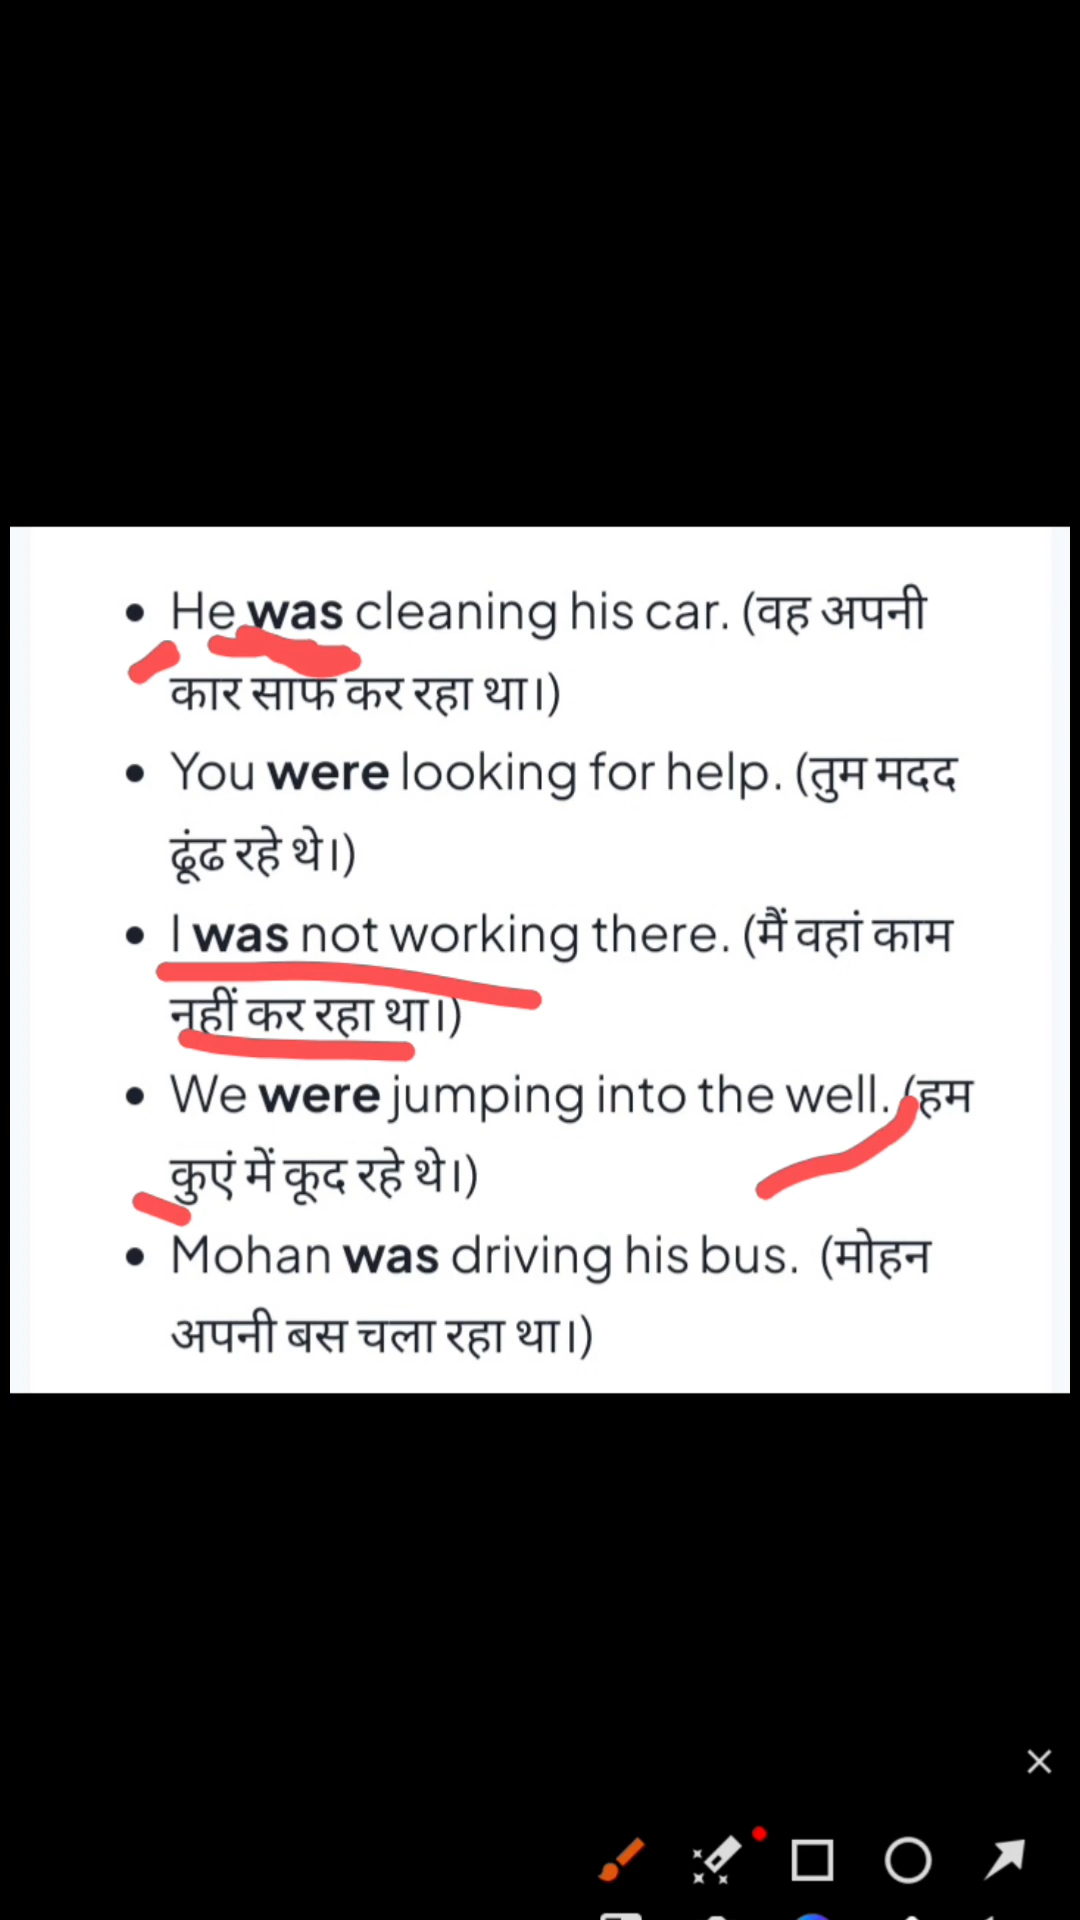 • He was cleaning his car. (वह अपनी
कार साफ कर रहा था।)
• You were looking for help. (तुम मदद
ढूंढ रहे थे।)
• I was not working there. (मैं वहां काम
नहीं कर रहा था।)
• We were jumping into the well. (हम
कुएं में कूद रहे थे।)
• Mohan was driving his bus. (मोहन
अपनी बस चला रहा था।)